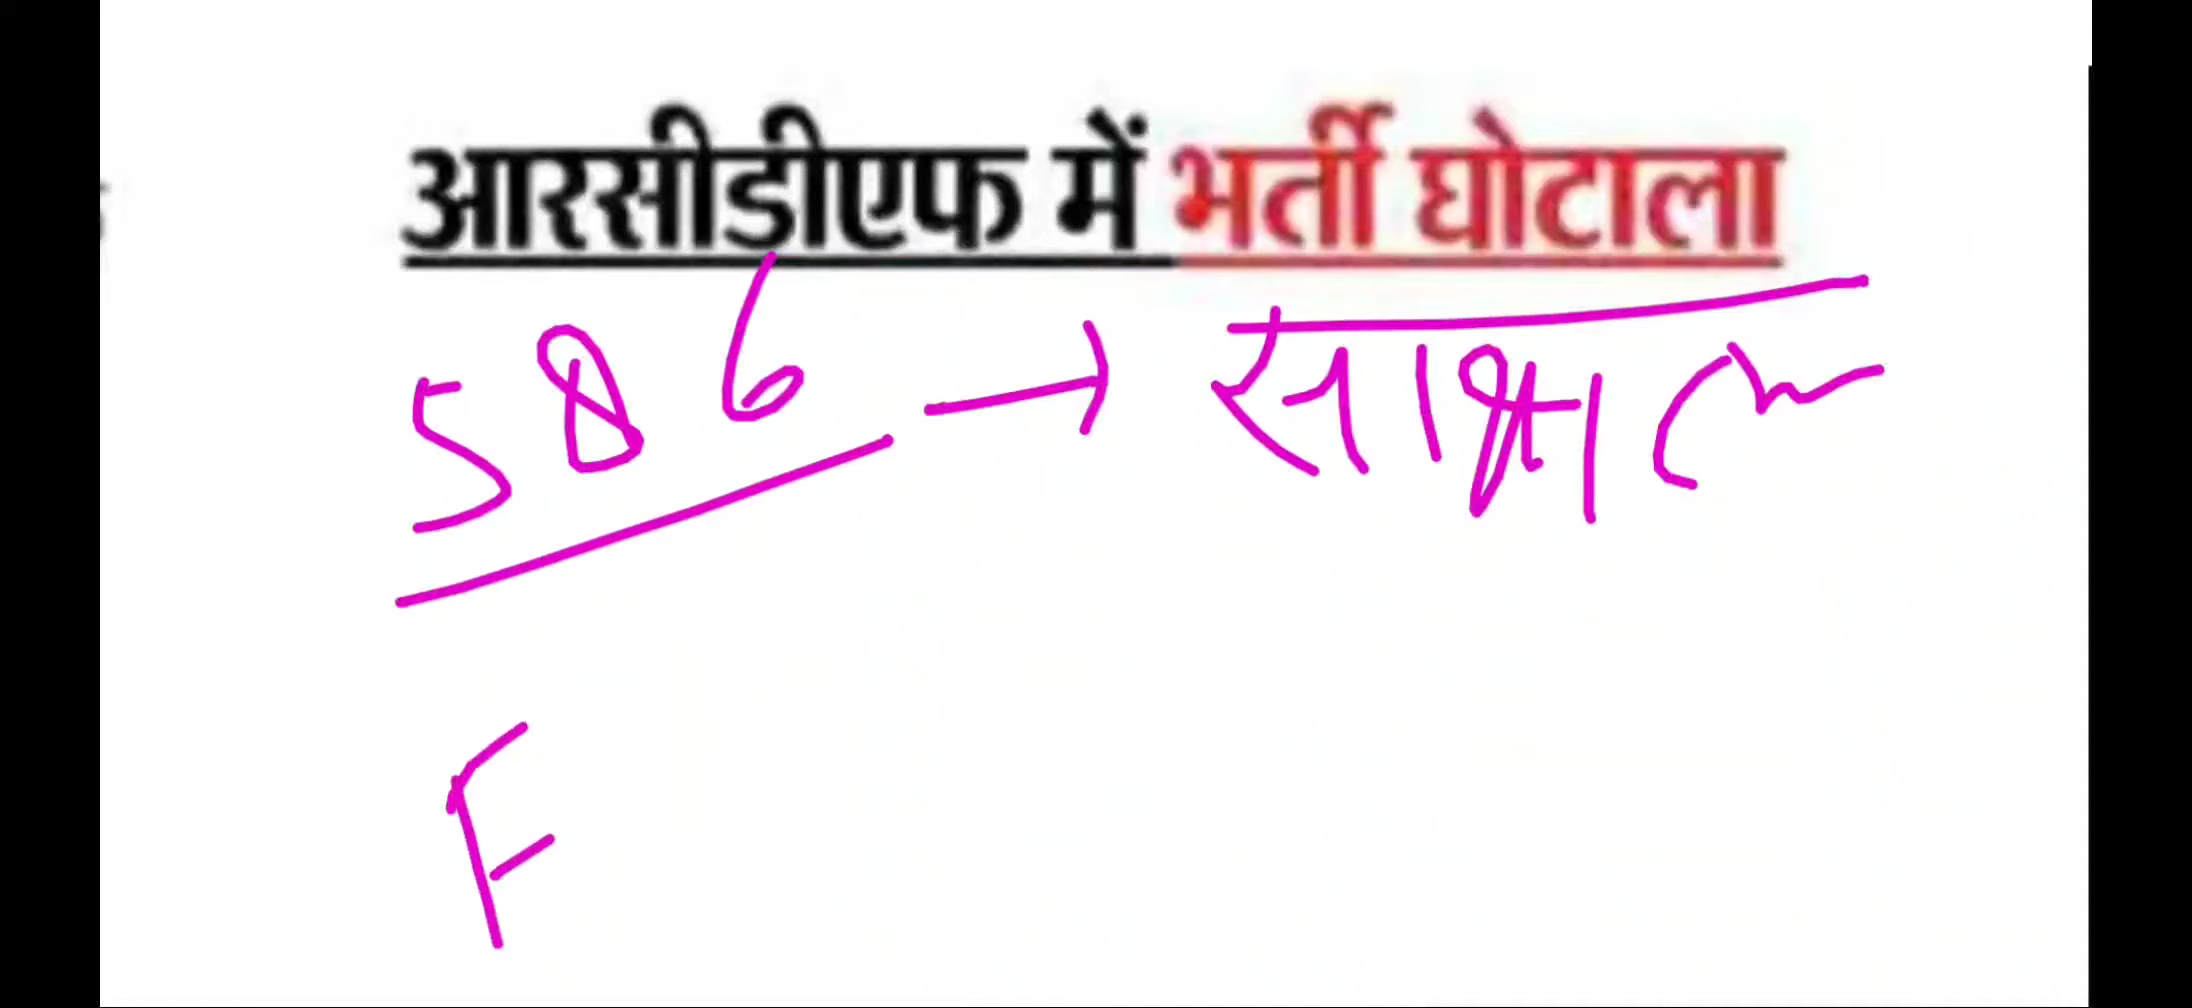 आरसीडीएफ में भर्ती घोटाला
586 → साक्षा
F